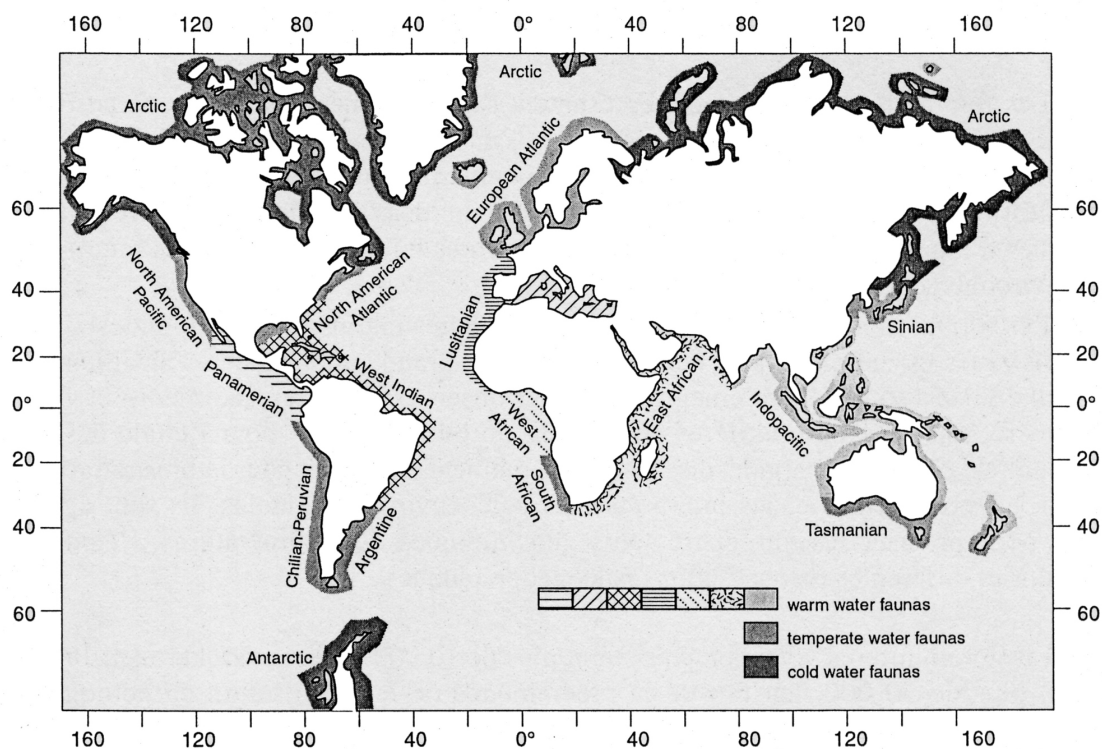 160 120 80 40 0° 40 80 120 160
Arctic
Arctic
Arctic
European Atlantic
60 60
North American
Pacific
North American
Atlantic
40 40
Lusitanian
Sinian
20 20
Panamerian
West Indian
East African
0° 0°
West
African
Indopacific
20 20
South
African
Chilian-Peruvian
Argentine
Tasmanian
40 40
warm water faunas
60 60
temperate water faunas
Antarctic
cold water faunas
160 120 80 40 0° 40 80 120 160